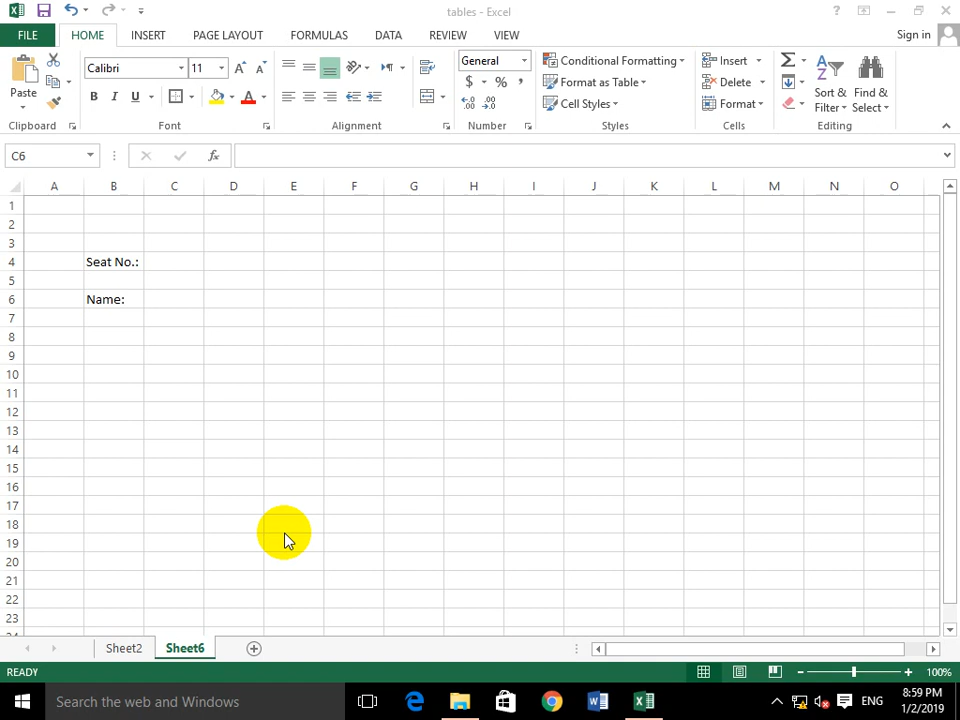 tables - Excel
?
FILE HOME INSERT PAGE LAYOUT FORMULAS DATA REVIEW VIEW Sign in
Paste
Calibri 11 A A
B I U A
General
$ % ,
.00
Conditional Formatting
Format as Table
Cell Styles
Insert
Delete
Format
Sort & Filter
Find & Select
Clipboard Font Alignment Number Styles Cells Editing
C6 fx
A B C D E F G H I J K L M N O
1
2
3
4 Seat No.:
5
6 Name:
7
8
9
10
11
12
13
14
15
16
17
18
19
20
21
22
23
Sheet2 Sheet6
READY 100%
Search the web and Windows
ENG
8:59 PM
1/2/2019